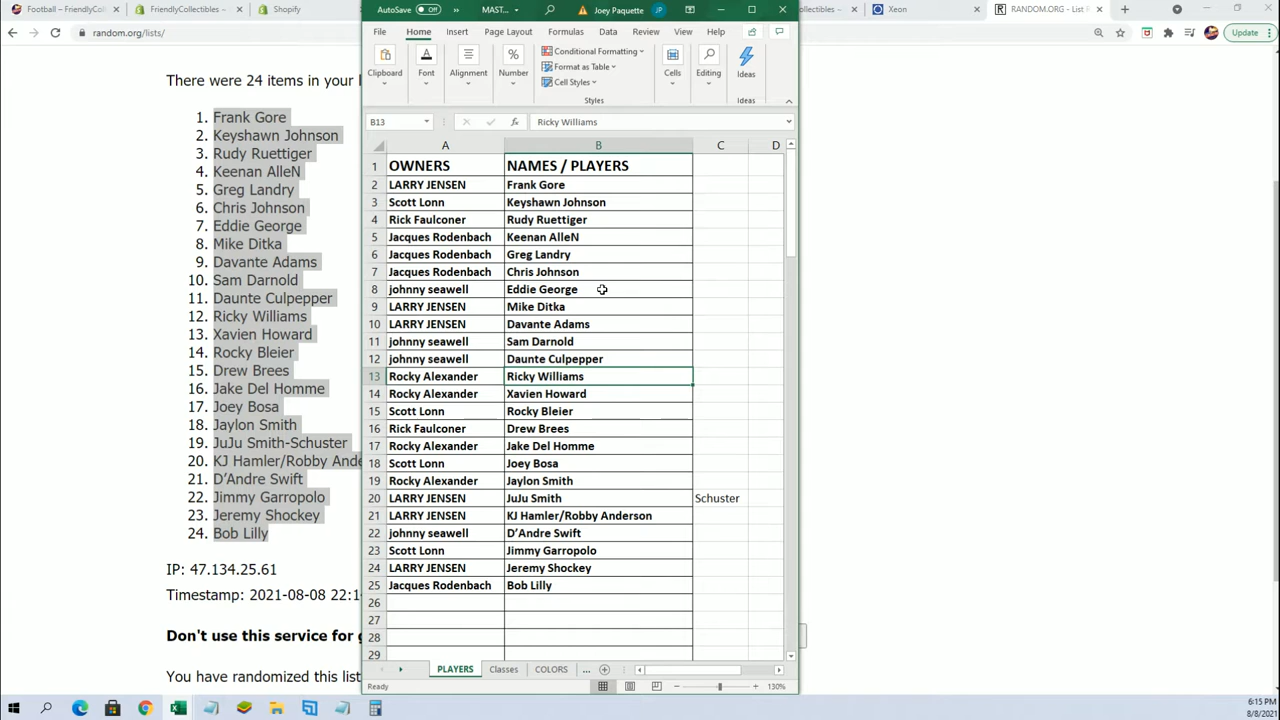 Football – FriendlyCollectibles
FriendlyCollectibles
Shopify
AutoSave Off
MAST...
Joey Paquette
JP
Xeon
RANDOM.ORG - List
random.org/lists/
Update
File
Home
Insert
Page Layout
Formulas
Data
Review
View
Help
Clipboard
Font
Alignment
Number
Conditional Formatting
Format as Table
Cell Styles
Styles
Cells
Editing
Ideas
Ideas
B13
fx
Ricky Williams
There were 24 items in your
1. Frank Gore
2. Keyshawn Johnson
3. Rudy Ruettiger
4. Keenan AlleN
5. Greg Landry
6. Chris Johnson
7. Eddie George
8. Mike Ditka
9. Davante Adams
10. Sam Darnold
11. Daunte Culpepper
12. Ricky Williams
13. Xavien Howard
14. Rocky Bleier
15. Drew Brees
16. Jake Del Homme
17. Joey Bosa
18. Jaylon Smith
19. JuJu Smith-Schuster
20. KJ Hamler/Robby Ande
21. D’Andre Swift
22. Jimmy Garropolo
23. Jeremy Shockey
24. Bob Lilly
IP: 47.134.25.61
Timestamp: 2021-08-08 22:1
Don't use this service for
You have randomized this list
A B C D
1 OWNERS NAMES / PLAYERS
2 LARRY JENSEN Frank Gore
3 Scott Lonn Keyshawn Johnson
4 Rick Faulconer Rudy Ruettiger
5 Jacques Rodenbach Keenan AlleN
6 Jacques Rodenbach Greg Landry
7 Jacques Rodenbach Chris Johnson
8 johnny seawell Eddie George
9 LARRY JENSEN Mike Ditka
10 LARRY JENSEN Davante Adams
11 johnny seawell Sam Darnold
12 johnny seawell Daunte Culpepper
13 Rocky Alexander Ricky Williams
14 Rocky Alexander Xavien Howard
15 Scott Lonn Rocky Bleier
16 Rick Faulconer Drew Brees
17 Rocky Alexander Jake Del Homme
18 Scott Lonn Joey Bosa
19 Rocky Alexander Jaylon Smith
20 LARRY JENSEN JuJu Smith Schuster
21 LARRY JENSEN KJ Hamler/Robby Anderson
22 johnny seawell D’Andre Swift
23 Scott Lonn Jimmy Garropolo
24 LARRY JENSEN Jeremy Shockey
25 Jacques Rodenbach Bob Lilly
26
27
28
29
PLAYERS
Classes
COLORS
...
Ready
130%
6:15 PM
8/8/2021